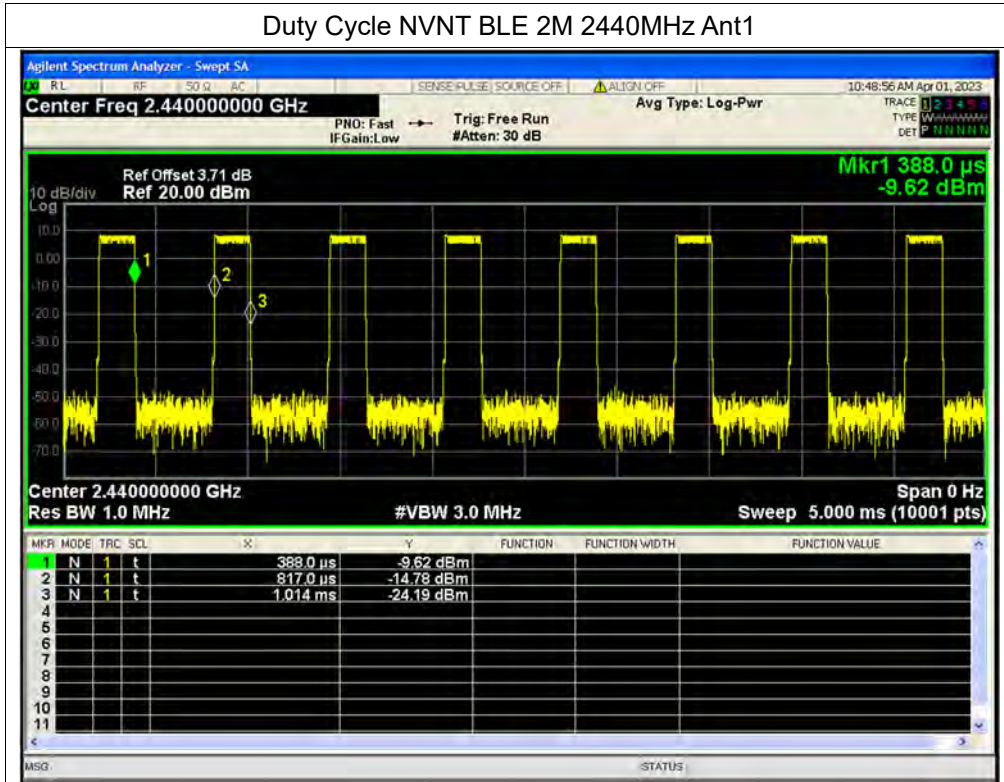 Duty Cycle NVNT BLE 2M 2440MHz Ant1
Agilent Spectrum Analyzer - Swept SA
LXI RL RF 50 Ω AC SENSE:PULSE SOURCE OFF ALIGN OFF 10:48:56 AM Apr 01, 2023
Center Freq 2.440000000 GHz
Avg Type: Log-Pwr
TRACE 1 2 3 4 5 6
PNO: Fast Trig: Free Run
TYPE W
IFGain:Low #Atten: 30 dB
DET P N N N N N
Mkr1 388.0 µs
-9.62 dBm
Ref Offset 3.71 dB
10 dB/div Ref 20.00 dBm
Log
10.0
0.00
-10.0
-20.0
-30.0
-40.0
-50.0
-60.0
-70.0
1
2
3
Center 2.440000000 GHz Span 0 Hz
Res BW 1.0 MHz #VBW 3.0 MHz Sweep 5.000 ms (10001 pts)
MKR MODE TRC SCL X Y FUNCTION FUNCTION WIDTH FUNCTION VALUE
1 N 1 t 388.0 µs -9.62 dBm
2 N 1 t 817.0 µs -14.78 dBm
3 N 1 t 1.014 ms -24.19 dBm
4
5
6
7
8
9
10
11
MSG STATUS